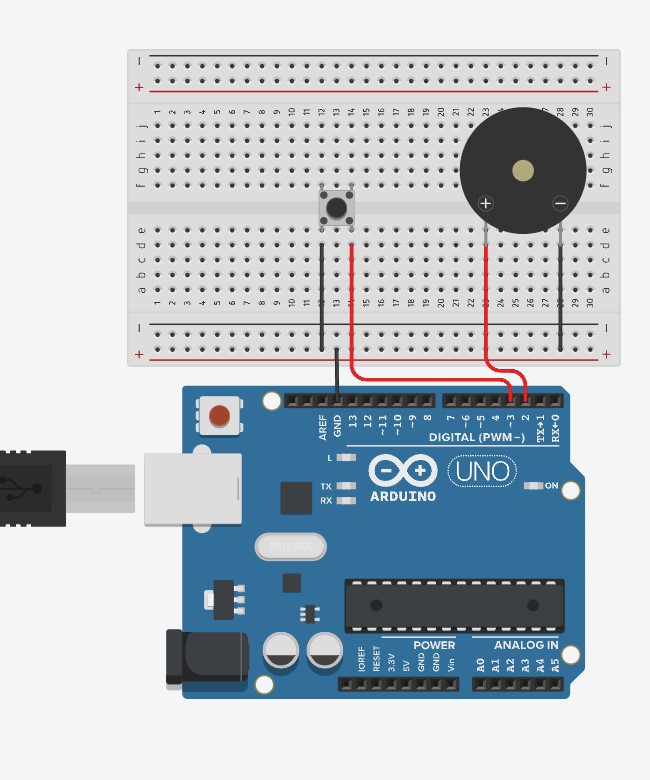 − −
+ +
1 2 3 4 5 6 7 8 9 10 11 12 13 14 15 16 17 18 19 20 21 22 23 27 28 29 30
j j
i i
h h
g g
f f
+ −
e e
d d
c c
b b
a a
1 2 3 4 5 6 7 8 9 10 11 12 13 14 15 16 17 18 19 20 21 22 23 24 25 26 27 28 29 30
− −
+ +
AREF GND 13 12 ~11 ~10 ~9 8 7 ~6 ~5 4 ~3 2 TX→1 RX←0
DIGITAL (PWM~)
L
TX
RX
UNO
ON
ARDUINO
POWER ANALOG IN
IOREF RESET 3.3V 5V GND GND Vin A0 A1 A2 A3 A4 A5